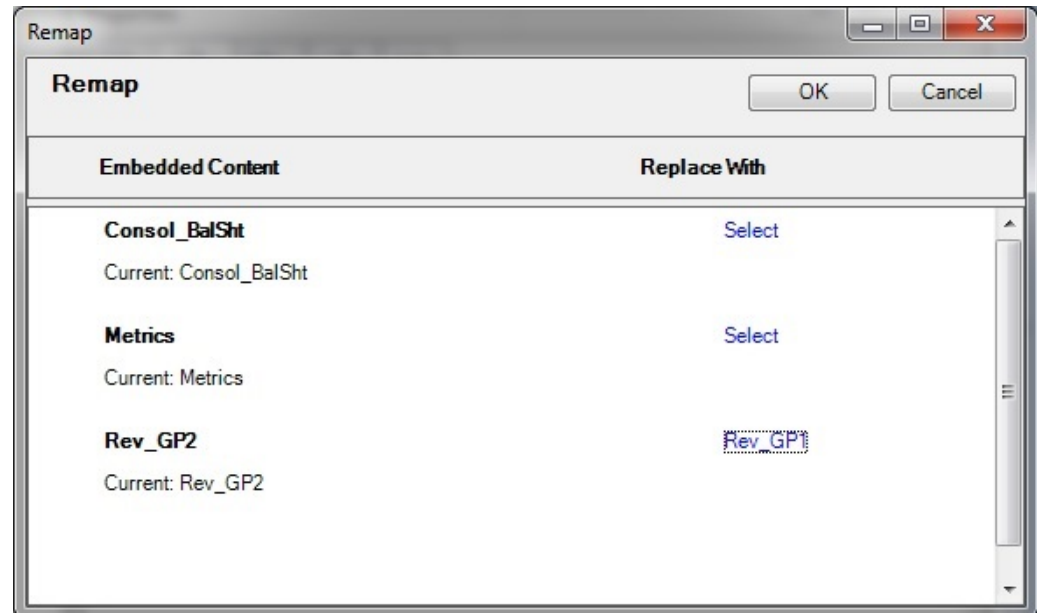 Remap
Remap
OK Cancel
Embedded Content Replace With
Consol_BalSht Select
Current: Consol_BalSht
Metrics Select
Current: Metrics
Rev_GP2 Rev_GP1
Current: Rev_GP2